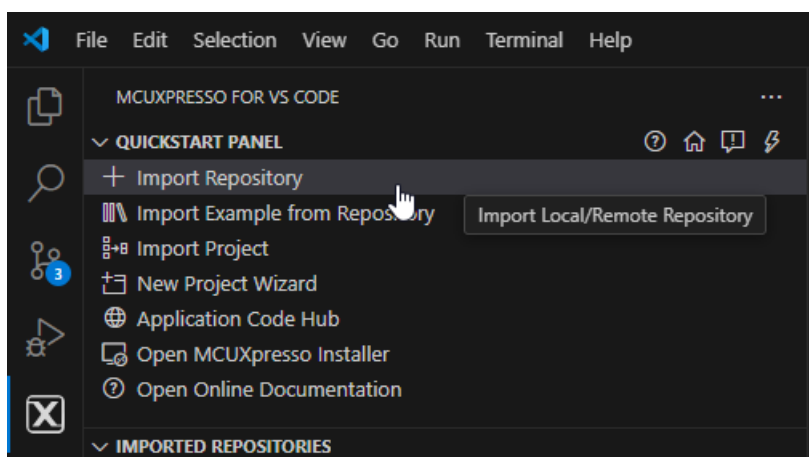 File Edit Selection View Go Run Terminal Help
MCUXPRESSO FOR VS CODE
QUICKSTART PANEL
Import Repository
Import Example from Repository
Import Local/Remote Repository
Import Project
3
New Project Wizard
Application Code Hub
Open MCUXpresso Installer
Open Online Documentation
IMPORTED REPOSITORIES